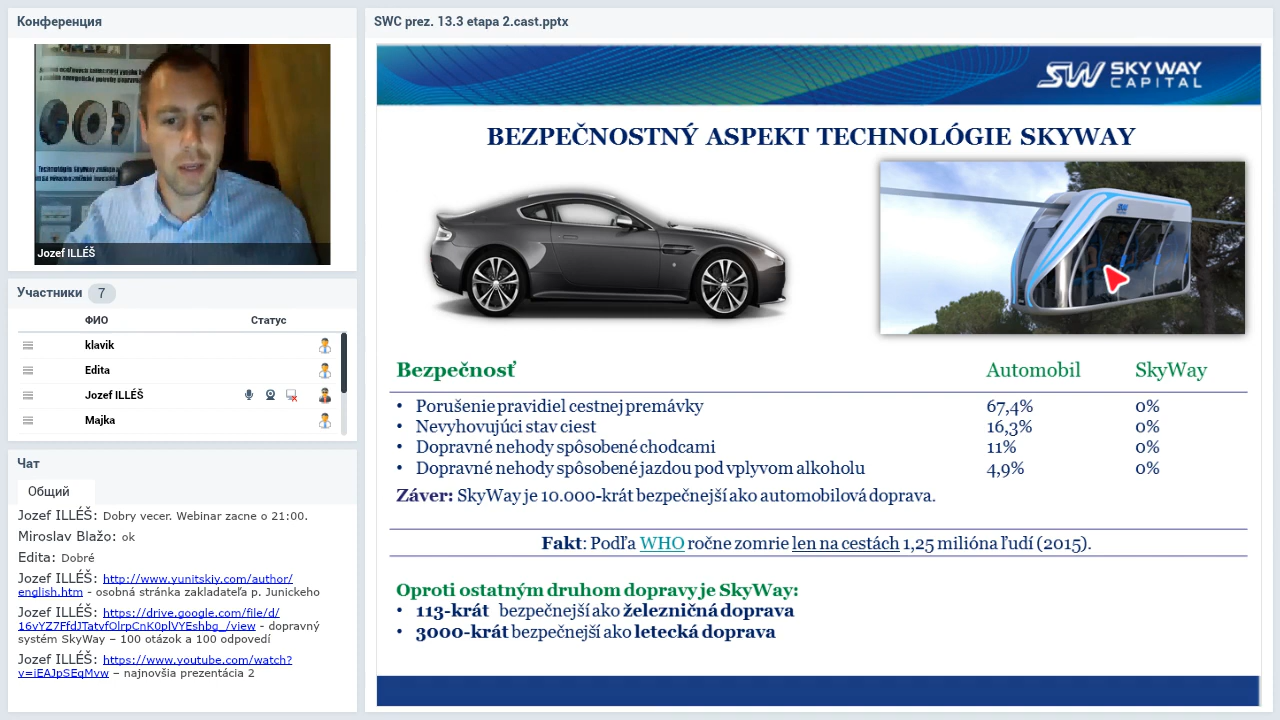 Конференция
Jozef ILLÉŠ
Участники 7
ФИО Статус
klavik
Edita
Jozef ILLÉŠ
Majka
Чат
Общий
Jozef ILLÉŠ: Dobry vecer. Webinar zacne o 21:00.
Miroslav Blažo: ok
Edita: Dobré
Jozef ILLÉŠ: http://www.yunitskiy.com/author/
english.htm - osobná stránka zakladateľa p. Junickeho
Jozef ILLÉŠ: https://drive.google.com/file/d/
16vYZ7FfdJTatvfOlrpCnK0plVYEshbg_/view - dopravný
systém SkyWay – 100 otázok a 100 odpovedí
Jozef ILLÉŠ: https://www.youtube.com/watch?
v=iEAJpSEqMvw – najnovšia prezentácia 2
SWC prez. 13.3 etapa 2.cast.pptx
SW SKY WAY
CAPITAL
BEZPEČNOSTNÝ ASPEKT TECHNOLÓGIE SKYWAY
Bezpečnosť Automobil SkyWay
• Porušenie pravidiel cestnej premávky 67,4% 0%
• Nevyhovujúci stav ciest 16,3% 0%
• Dopravné nehody spôsobené chodcami 11% 0%
• Dopravné nehody spôsobené jazdou pod vplyvom alkoholu 4,9% 0%
Záver: SkyWay je 10.000-krát bezpečnejší ako automobilová doprava.
Fakt: Podľa WHO ročne zomrie len na cestách 1,25 milióna ľudí (2015).
Oproti ostatným druhom dopravy je SkyWay:
• 113-krát bezpečnejší ako železničná doprava
• 3000-krát bezpečnejší ako letecká doprava